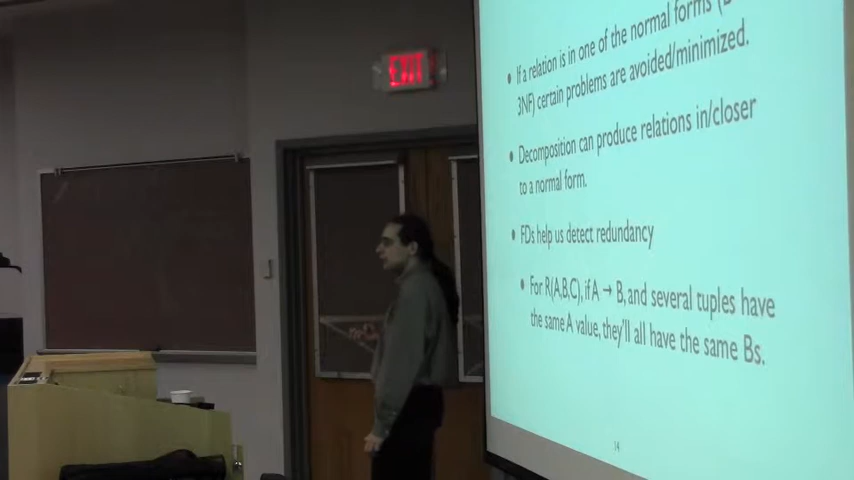 EXIT
If a relation is in one of the normal forms (B
3NF) certain problems are avoided/minimized.
Decomposition can produce relations in/closer
to a normal form.
FDs help us detect redundancy
For R(A,B,C), if A → B, and several tuples have
the same A value, they'll all have the same Bs.
14